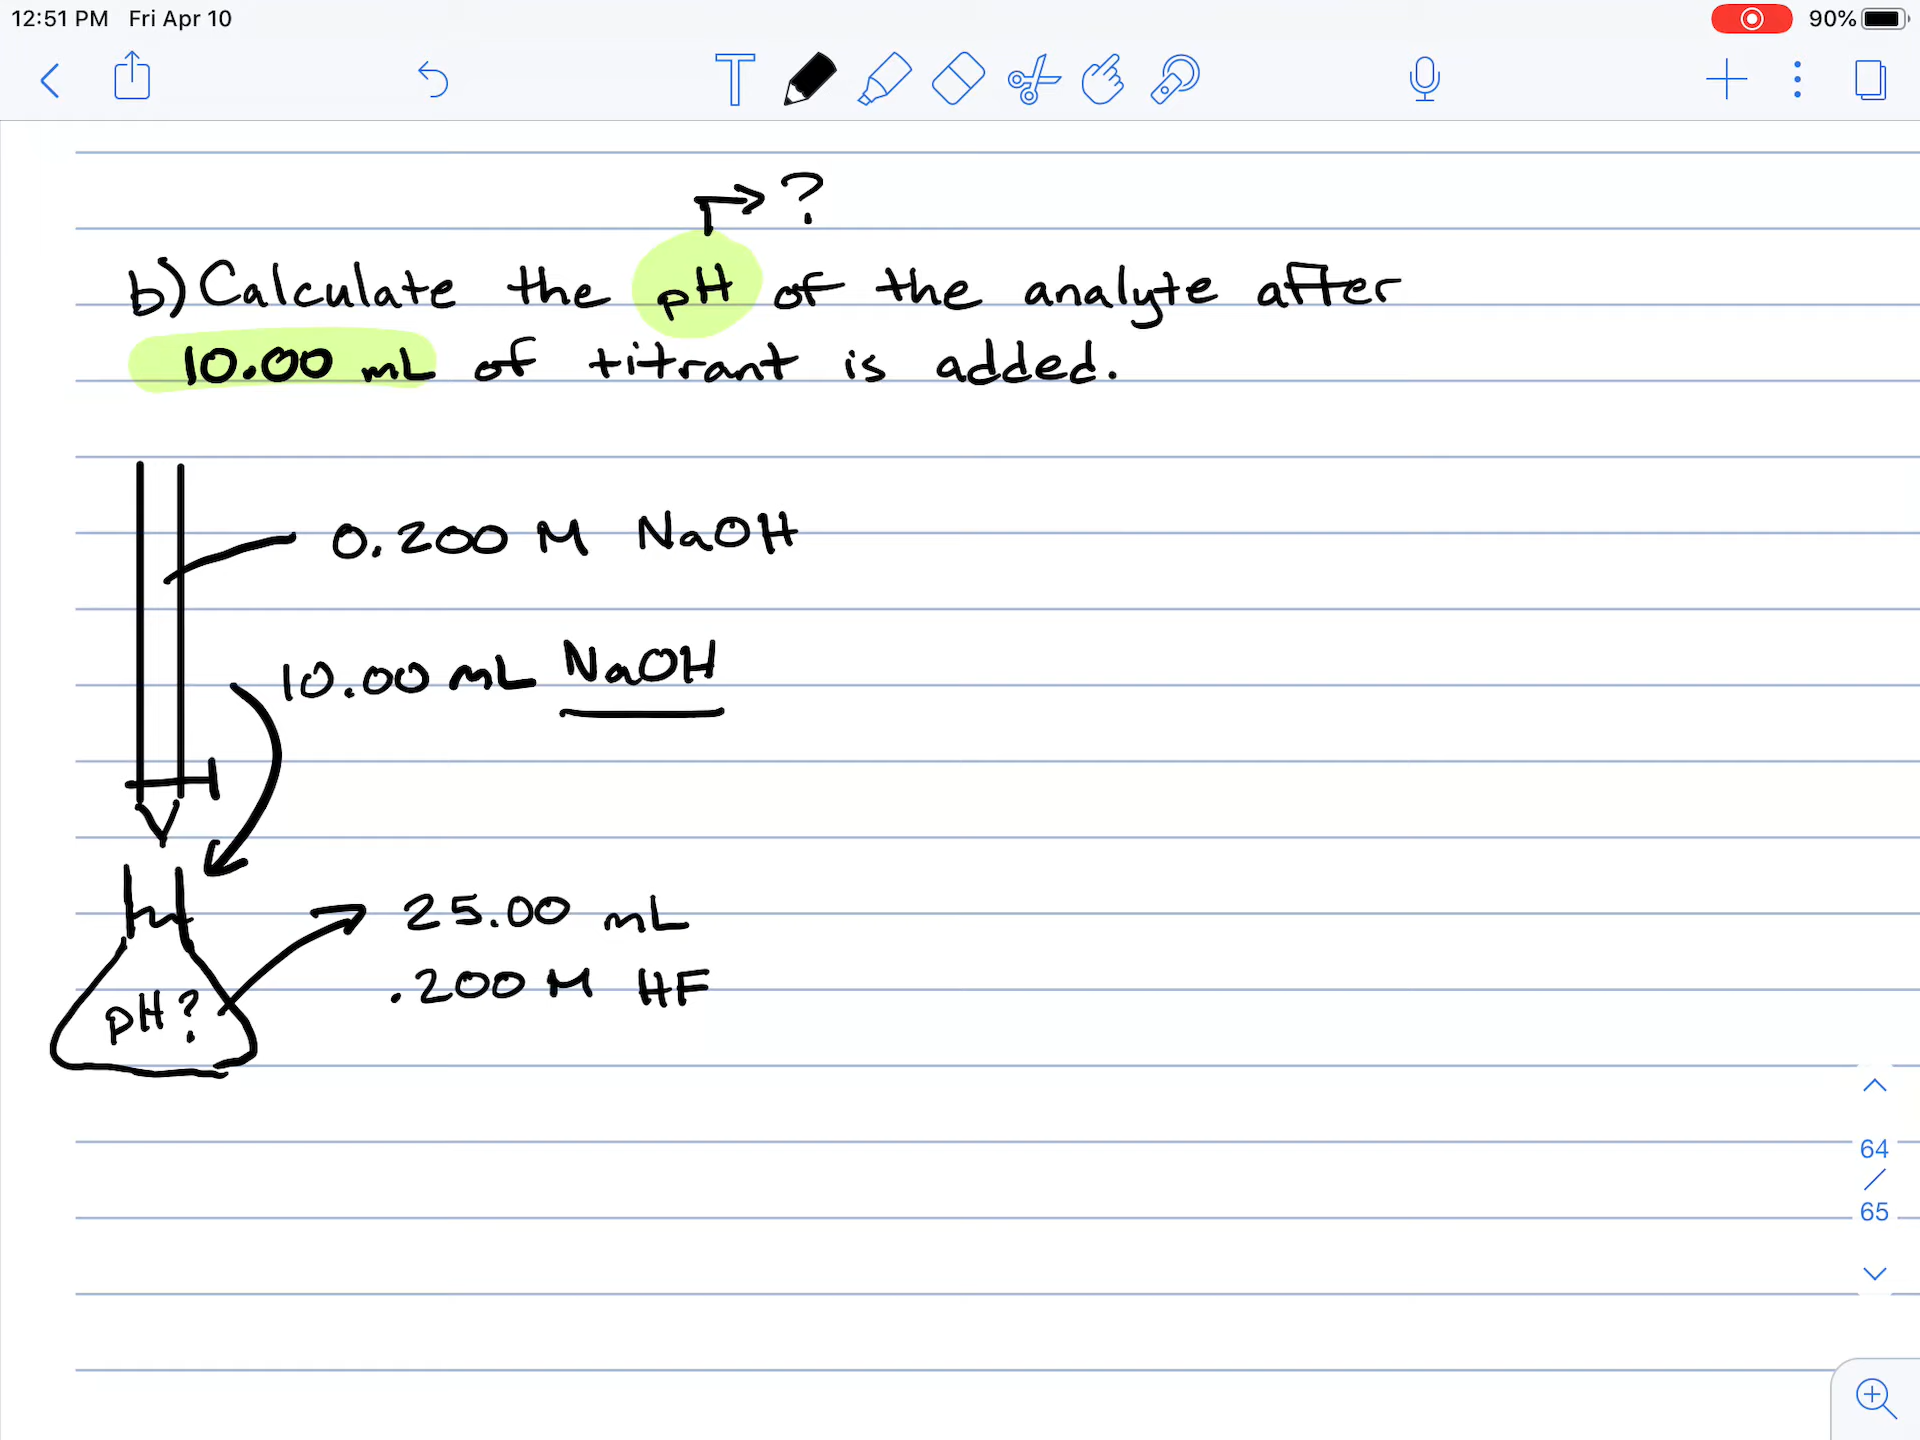 12:51 PM Fri Apr 10
90%
?
b) Calculate the pH of the analyte after
10.00 mL of titrant is added.
0.200 M NaOH
10.00 mL NaOH
25.00 mL
.200 M HF
pH?
64
/
65